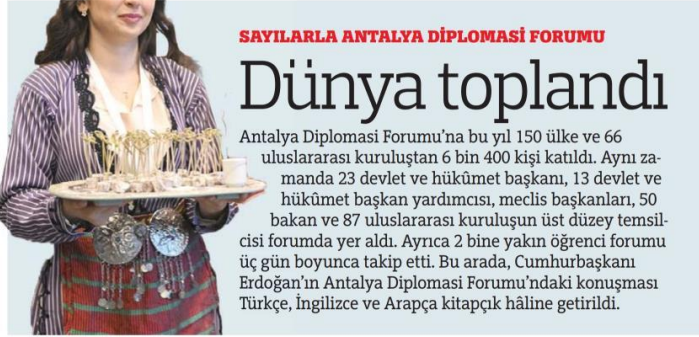 SAYILARLA ANTALYA DİPLOMASİ FORUMU
Dünya toplandı
Antalya Diplomasi Forumu'na bu yıl 150 ülke ve 66
uluslararası kuruluştan 6 bin 400 kişi katıldı. Aynı za-
manda 23 devlet ve hükûmet başkanı, 13 devlet ve
hükûmet başkan yardımcısı, meclis başkanları, 50
bakan ve 87 uluslararası kuruluşun üst düzey temsil-
cisi forumda yer aldı. Ayrıca 2 bine yakın öğrenci forumu
üç gün boyunca takip etti. Bu arada, Cumhurbaşkanı
Erdoğan'ın Antalya Diplomasi Forumu'ndaki konuşması
Türkçe, İngilizce ve Arapça kitapçık hâline getirildi.